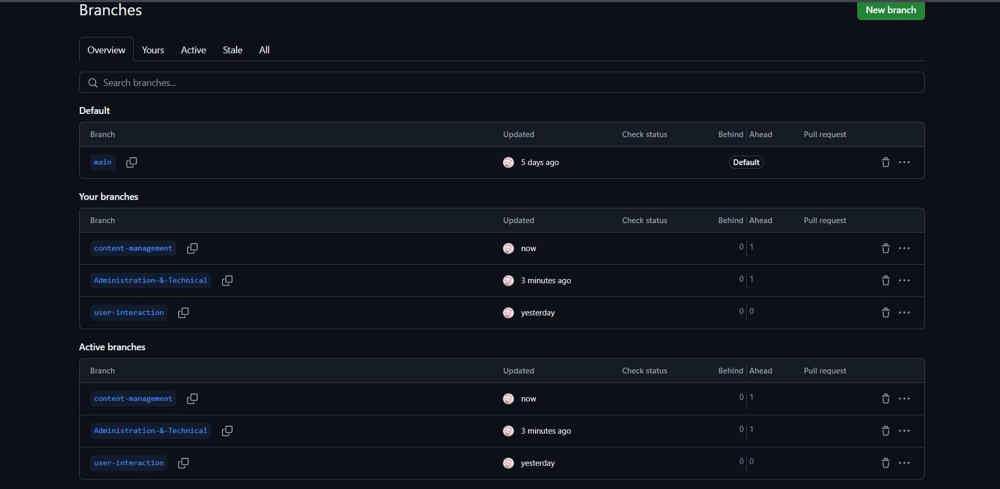 Branches
New branch
Overview Yours Active Stale All
Search branches...
Default
Branch Updated Check status Behind Ahead Pull request
main 5 days ago Default
Your branches
Branch Updated Check status Behind Ahead Pull request
content-management now 0 1
Administration-&-Technical 3 minutes ago 0 1
user-interaction yesterday 0 0
Active branches
Branch Updated Check status Behind Ahead Pull request
content-management now 0 1
Administration-&-Technical 3 minutes ago 0 1
user-interaction yesterday 0 0